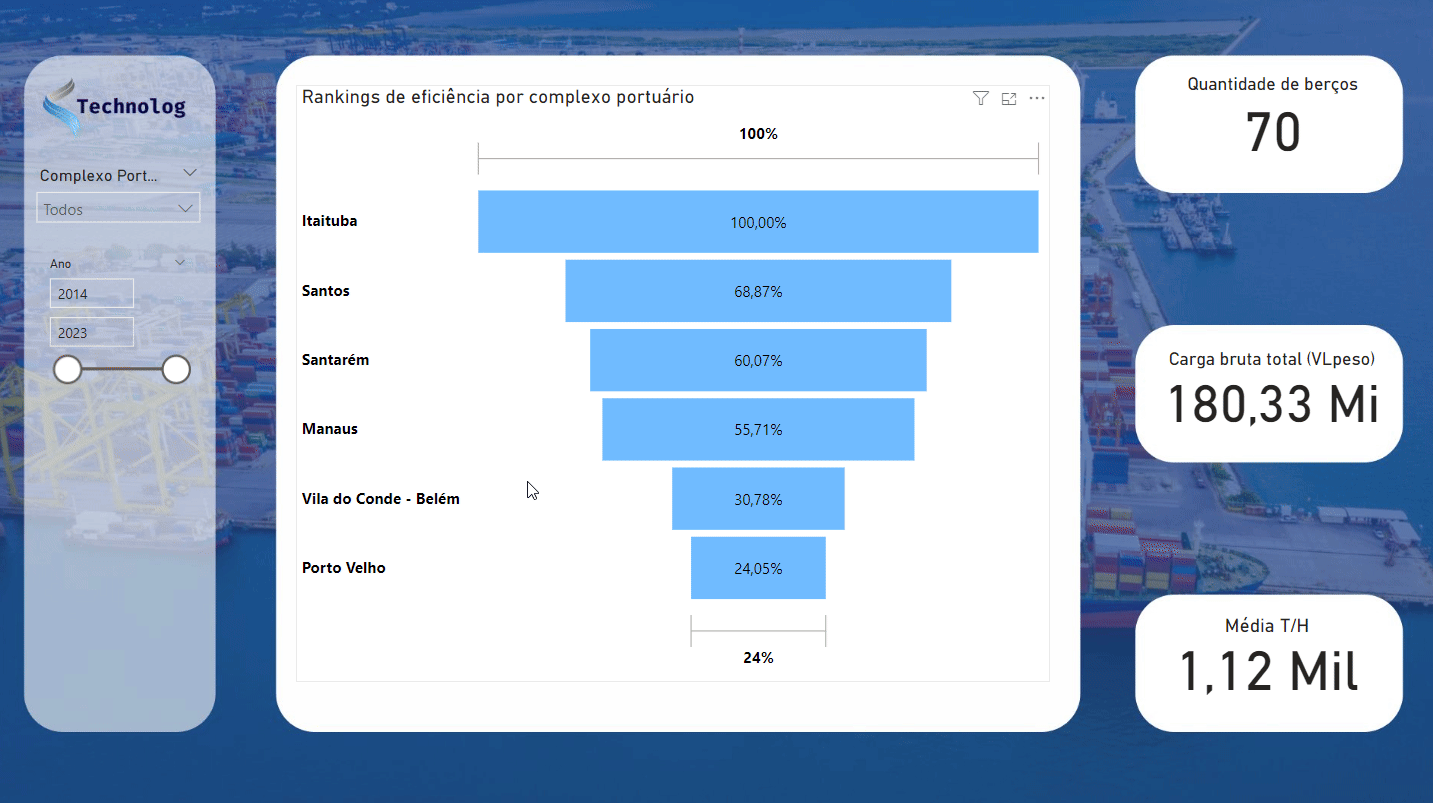 Technolog
Complexo Port...
Todos
Ano
2014
2023
Rankings de eficiência por complexo portuário
100%
Itaituba 100,00%
Santos 68,87%
Santarém 60,07%
Manaus 55,71%
Vila do Conde - Belém 30,78%
Porto Velho 24,05%
24%
Quantidade de berços
70
Carga bruta total (VLpeso)
180,33 Mi
Média T/H
1,12 Mil